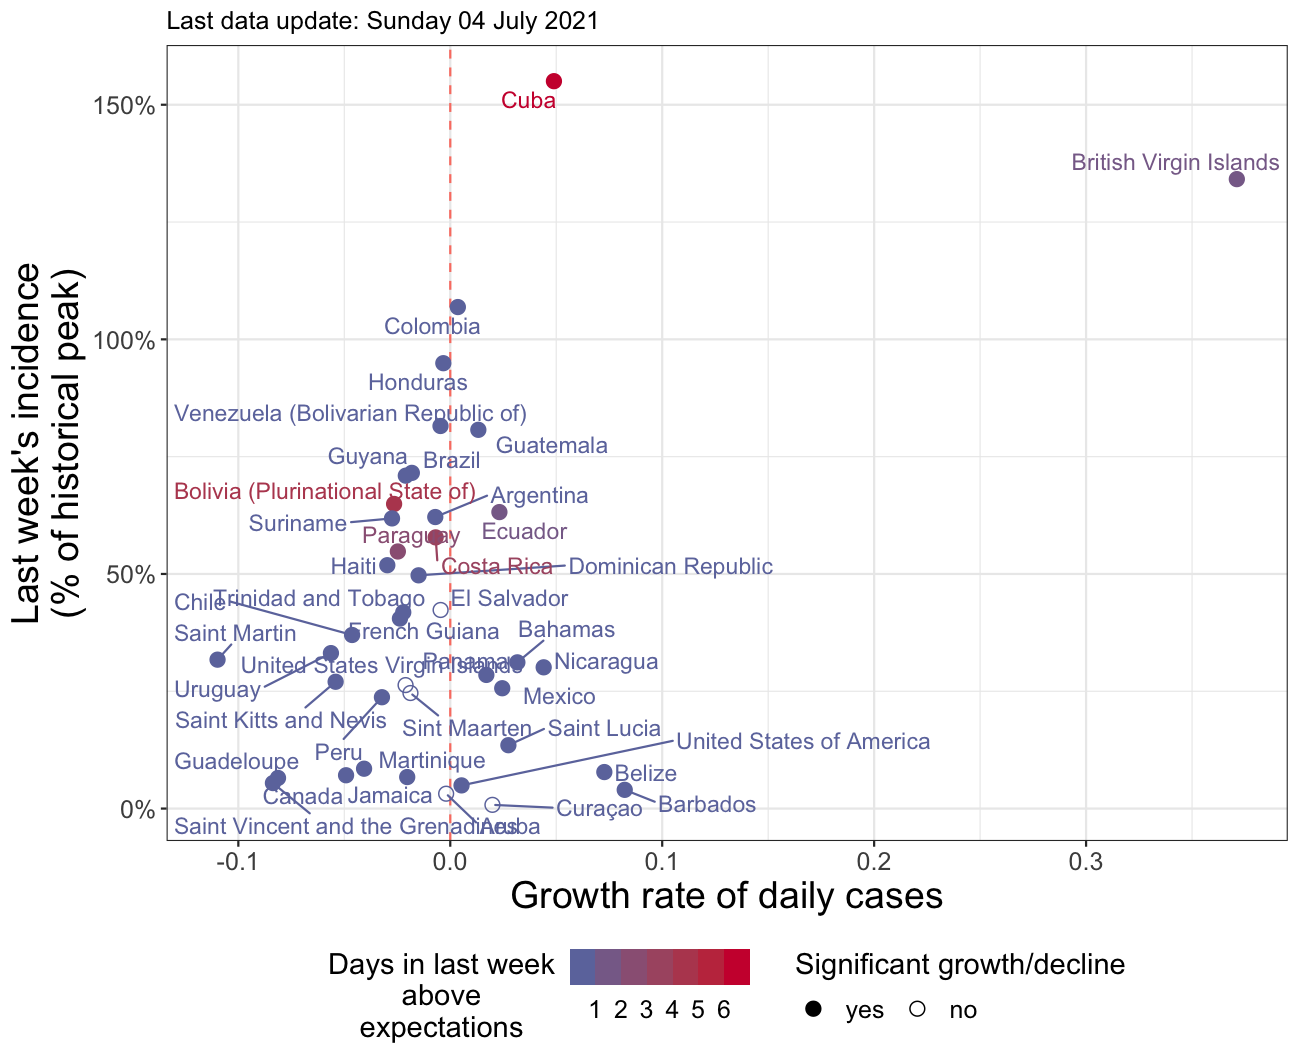 Last data update: Sunday 04 July 2021
Last week's incidence
(% of historical peak)
150%
100%
50%
0%
Cuba
British Virgin Islands
Colombia
Honduras
Venezuela (Bolivarian Republic of)
Guatemala
Guyana
Brazil
Bolivia (Plurinational State of)
Argentina
Suriname
Ecuador
Paraguay
Haiti
Costa Rica
Dominican Republic
Chile
Trinidad and Tobago
El Salvador
Saint Martin
French Guiana
Bahamas
United States Virgin Islands
Panama
Nicaragua
Uruguay
Mexico
Saint Kitts and Nevis
Sint Maarten
Saint Lucia
Peru
United States of America
Guadeloupe
Martinique
Belize
Canada
Jamaica
Curaçao
Barbados
Saint Vincent and the Grenadines
Aruba
-0.1
0.0
0.1
0.2
0.3
Growth rate of daily cases
Days in last week
above
expectations
1 2 3 4 5 6
Significant growth/decline
yes
no